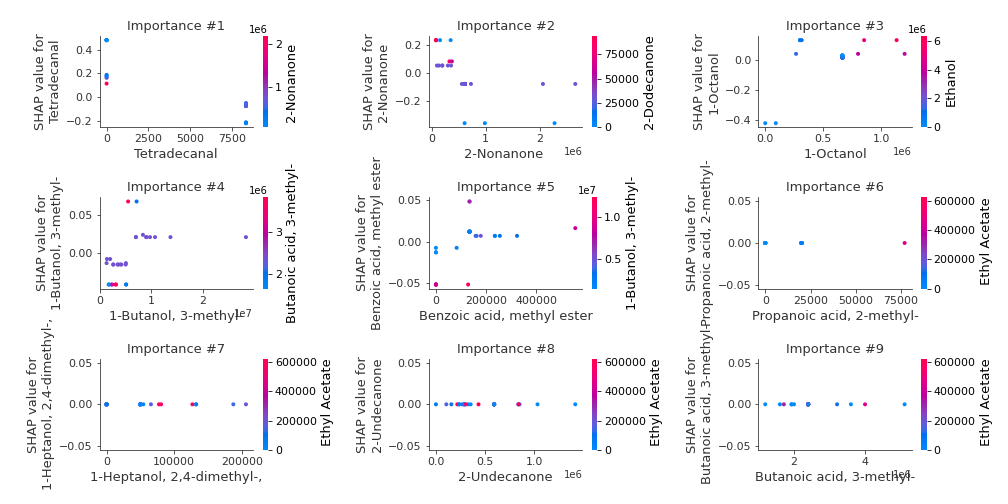 Importance #1
1e6
SHAP value for
Tetradecanal
0.4
0.2
0.0
−0.2
0
2500
5000
7500
Tetradecanal
2
1
2-Nonanone
Importance #2
SHAP value for
2-Nonanone
0.2
0.0
−0.2
0
1
2
1e6
2-Nonanone
75000
50000
25000
0
2-Dodecanone
Importance #3
1e6
SHAP value for
1-Octanol
0.0
−0.2
−0.4
0.0
0.5
1.0
1e6
1-Octanol
6
4
2
0
Ethanol
Importance #4
1e6
SHAP value for
1-Butanol, 3-methyl-
0.05
0.00
0
1
2
1e7
1-Butanol, 3-methyl-
3
2
Butanoic acid, 3-methyl-
Importance #5
1e7
SHAP value for
Benzoic acid, methyl ester
0.05
0.00
−0.05
0
200000
400000
Benzoic acid, methyl ester
1.0
0.5
1-Butanol, 3-methyl-
Importance #6
SHAP value for
Propanoic acid, 2-methyl-
0.05
0.00
−0.05
0
25000
50000
75000
Propanoic acid, 2-methyl-
600000
400000
200000
0
Ethyl Acetate
Importance #7
SHAP value for
1-Heptanol, 2,4-dimethyl-,
0.05
0.00
−0.05
0
100000
200000
1-Heptanol, 2,4-dimethyl-,
600000
400000
200000
0
Ethyl Acetate
Importance #8
SHAP value for
2-Undecanone
0.05
0.00
−0.05
0.0
0.5
1.0
1e6
2-Undecanone
600000
400000
200000
0
Ethyl Acetate
Importance #9
SHAP value for
Butanoic acid, 3-methyl-
0.05
0.00
−0.05
2
4
1e6
Butanoic acid, 3-methyl-
600000
400000
200000
0
Ethyl Acetate